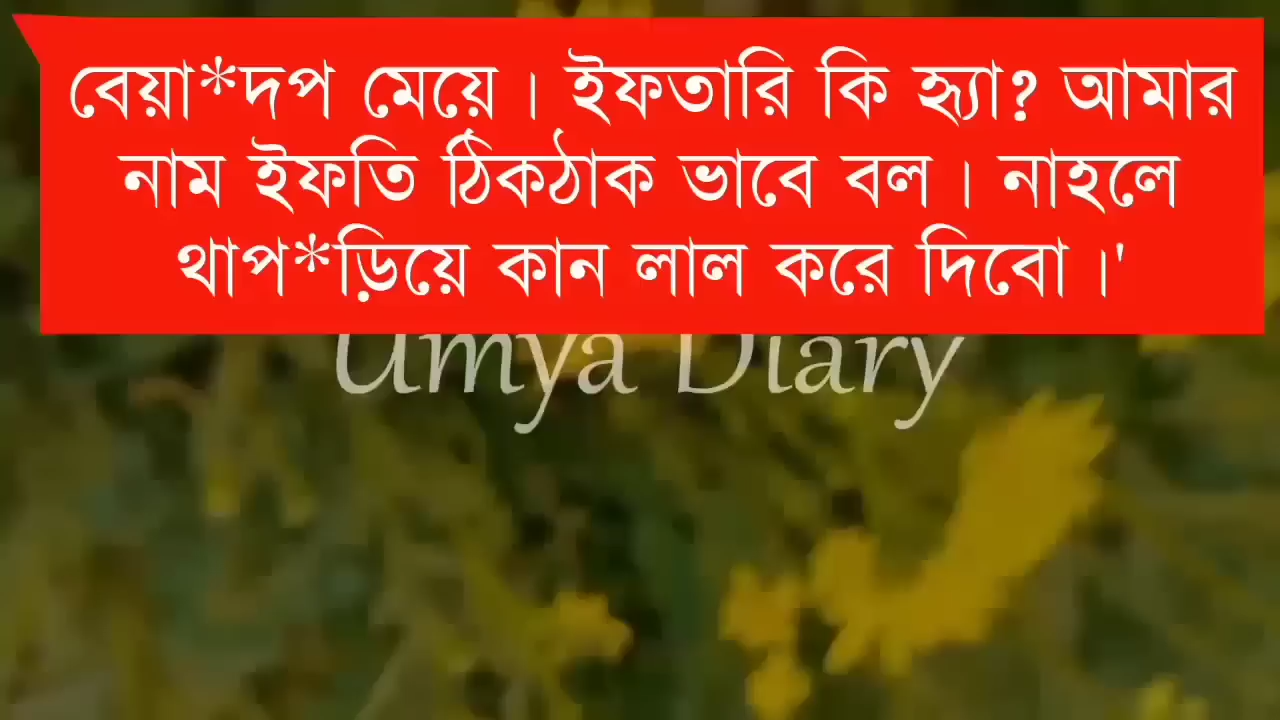 বেয়া*দপ মেয়ে। ইফতারি কি হ্যা? আমার
নাম ইফতি ঠিকঠাক ভাবে বল। নাহলে
থাপ*ড়িয়ে কান লাল করে দিবো।'
Umya Diary